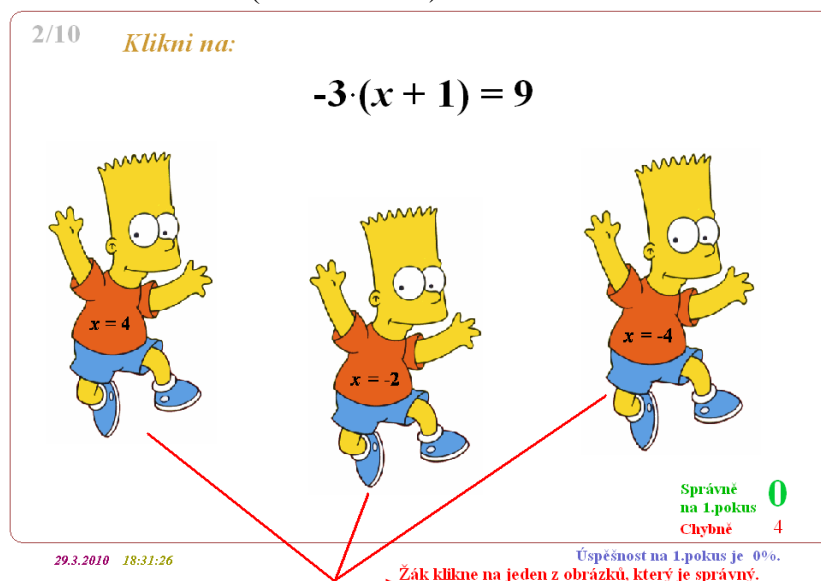 2/10
Klikni na:
-3·(x + 1) = 9
x = 4
x = -2
x = -4
Správně
na 1.pokus 0
Chybně 4
Úspěšnost na 1.pokus je 0%.
29.3.2010 18:31:26
Žák klikne na jeden z obrázků, který je správný.